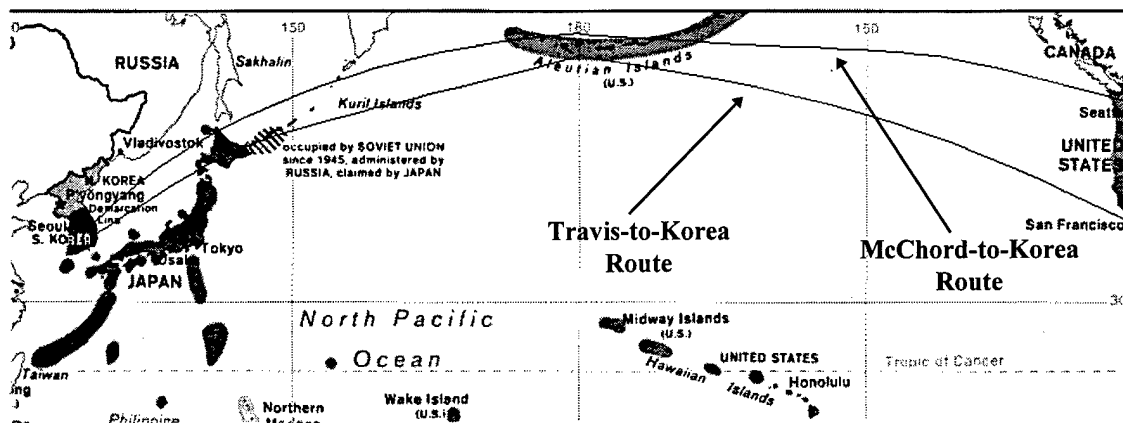 150
180
150
RUSSIA
Sakhalin
CANADA
Aleutian Islands
(U.S.)
Kuril Islands
Vladivostok
occupied by SOVIET UNION
since 1945, administered by
RUSSIA, claimed by JAPAN
Seatt
UNITED
STATES
N. KOREA
P'yongyang
Demarcation
Line
Seoul
S. KOREA
Tokyo
Osaka
JAPAN
San Francisco
Travis-to-Korea
Route
McChord-to-Korea
Route
30
North Pacific
Ocean
Midway Islands
(U.S.)
UNITED STATES
Hawaiian Islands
Honolulu
Tropic of Cancer
Taiwan
Philippine
Northern
Wake Island
(U.S.)